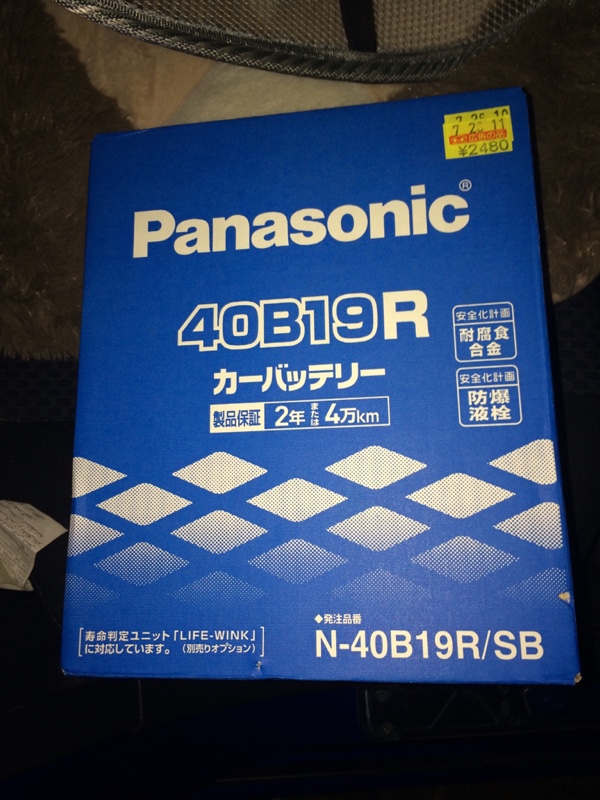 ¥2480
Panasonic®
40B19R
カーバッテリー
製品保証 2年 または 4万km
安全化計画
耐腐食
合金
安全化計画
防爆
液栓
寿命判定ユニット「LIFE-WINK」
に対応しています。(別売りオプション)
◆発注品番
N-40B19R/SB